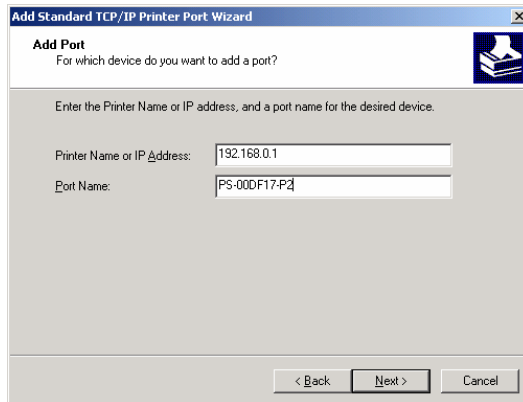 Add Standard TCP/IP Printer Port Wizard
Add Port
For which device do you want to add a port?
Enter the Printer Name or IP address, and a port name for the desired device.
Printer Name or IP Address: 192.168.0.1
Port Name: PS-00DF17-P2
< Back Next > Cancel